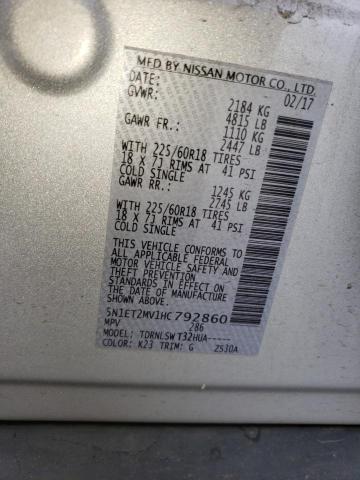 MFD BY NISSAN MOTOR CO., LTD.
DATE: 02/17
GVWR: 2184 KG
4815 LB
GAWR FR.: 1110 KG
2447 LB
WITH 225/60R18 TIRES
18 X 7J RIMS AT 41 PSI
COLD SINGLE
GAWR RR.: 1245 KG
2745 LB
WITH 225/60R18 TIRES
18 X 7J RIMS AT 41 PSI
COLD SINGLE
THIS VEHICLE CONFORMS TO
ALL APPLICABLE FEDERAL
MOTOR VEHICLE SAFETY AND
THEFT PREVENTION
STANDARDS IN EFFECT ON
THE DATE OF MANUFACTURE
SHOWN ABOVE.
5N1ET2MV1HC792860
MPV 286
TDRNLSW T32HUA-----
COLOR: K23 TRIM: G 2530A